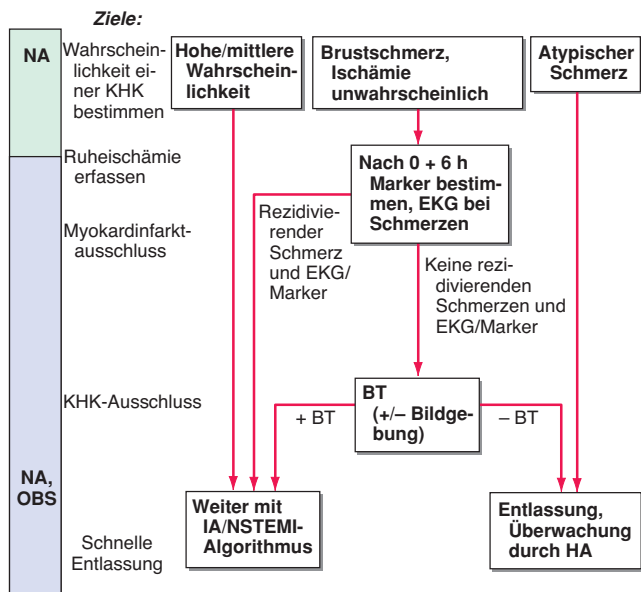 Ziele:
NA
Wahrschein-
lichkeit ei-
ner KHK
bestimmen
Hohe/mittlere
Wahrschein-
lichkeit
Brustschmerz,
Ischämie
unwahrscheinlich
Atypischer
Schmerz
Ruheischämie
erfassen
Nach 0 + 6 h
Marker bestim-
men, EKG bei
Schmerzen
Myokardinfarkt-
ausschluss
Rezidivie-
render
Schmerz
und EKG/
Marker
Keine rezi-
divierenden
Schmerzen und
EKG/Marker
KHK-Ausschluss
+ BT
BT
(+/– Bildge-
bung)
– BT
NA,
OBS
Weiter mit
IA/NSTEMI-
Algorithmus
Entlassung,
Überwachung
durch HA
Schnelle
Entlassung